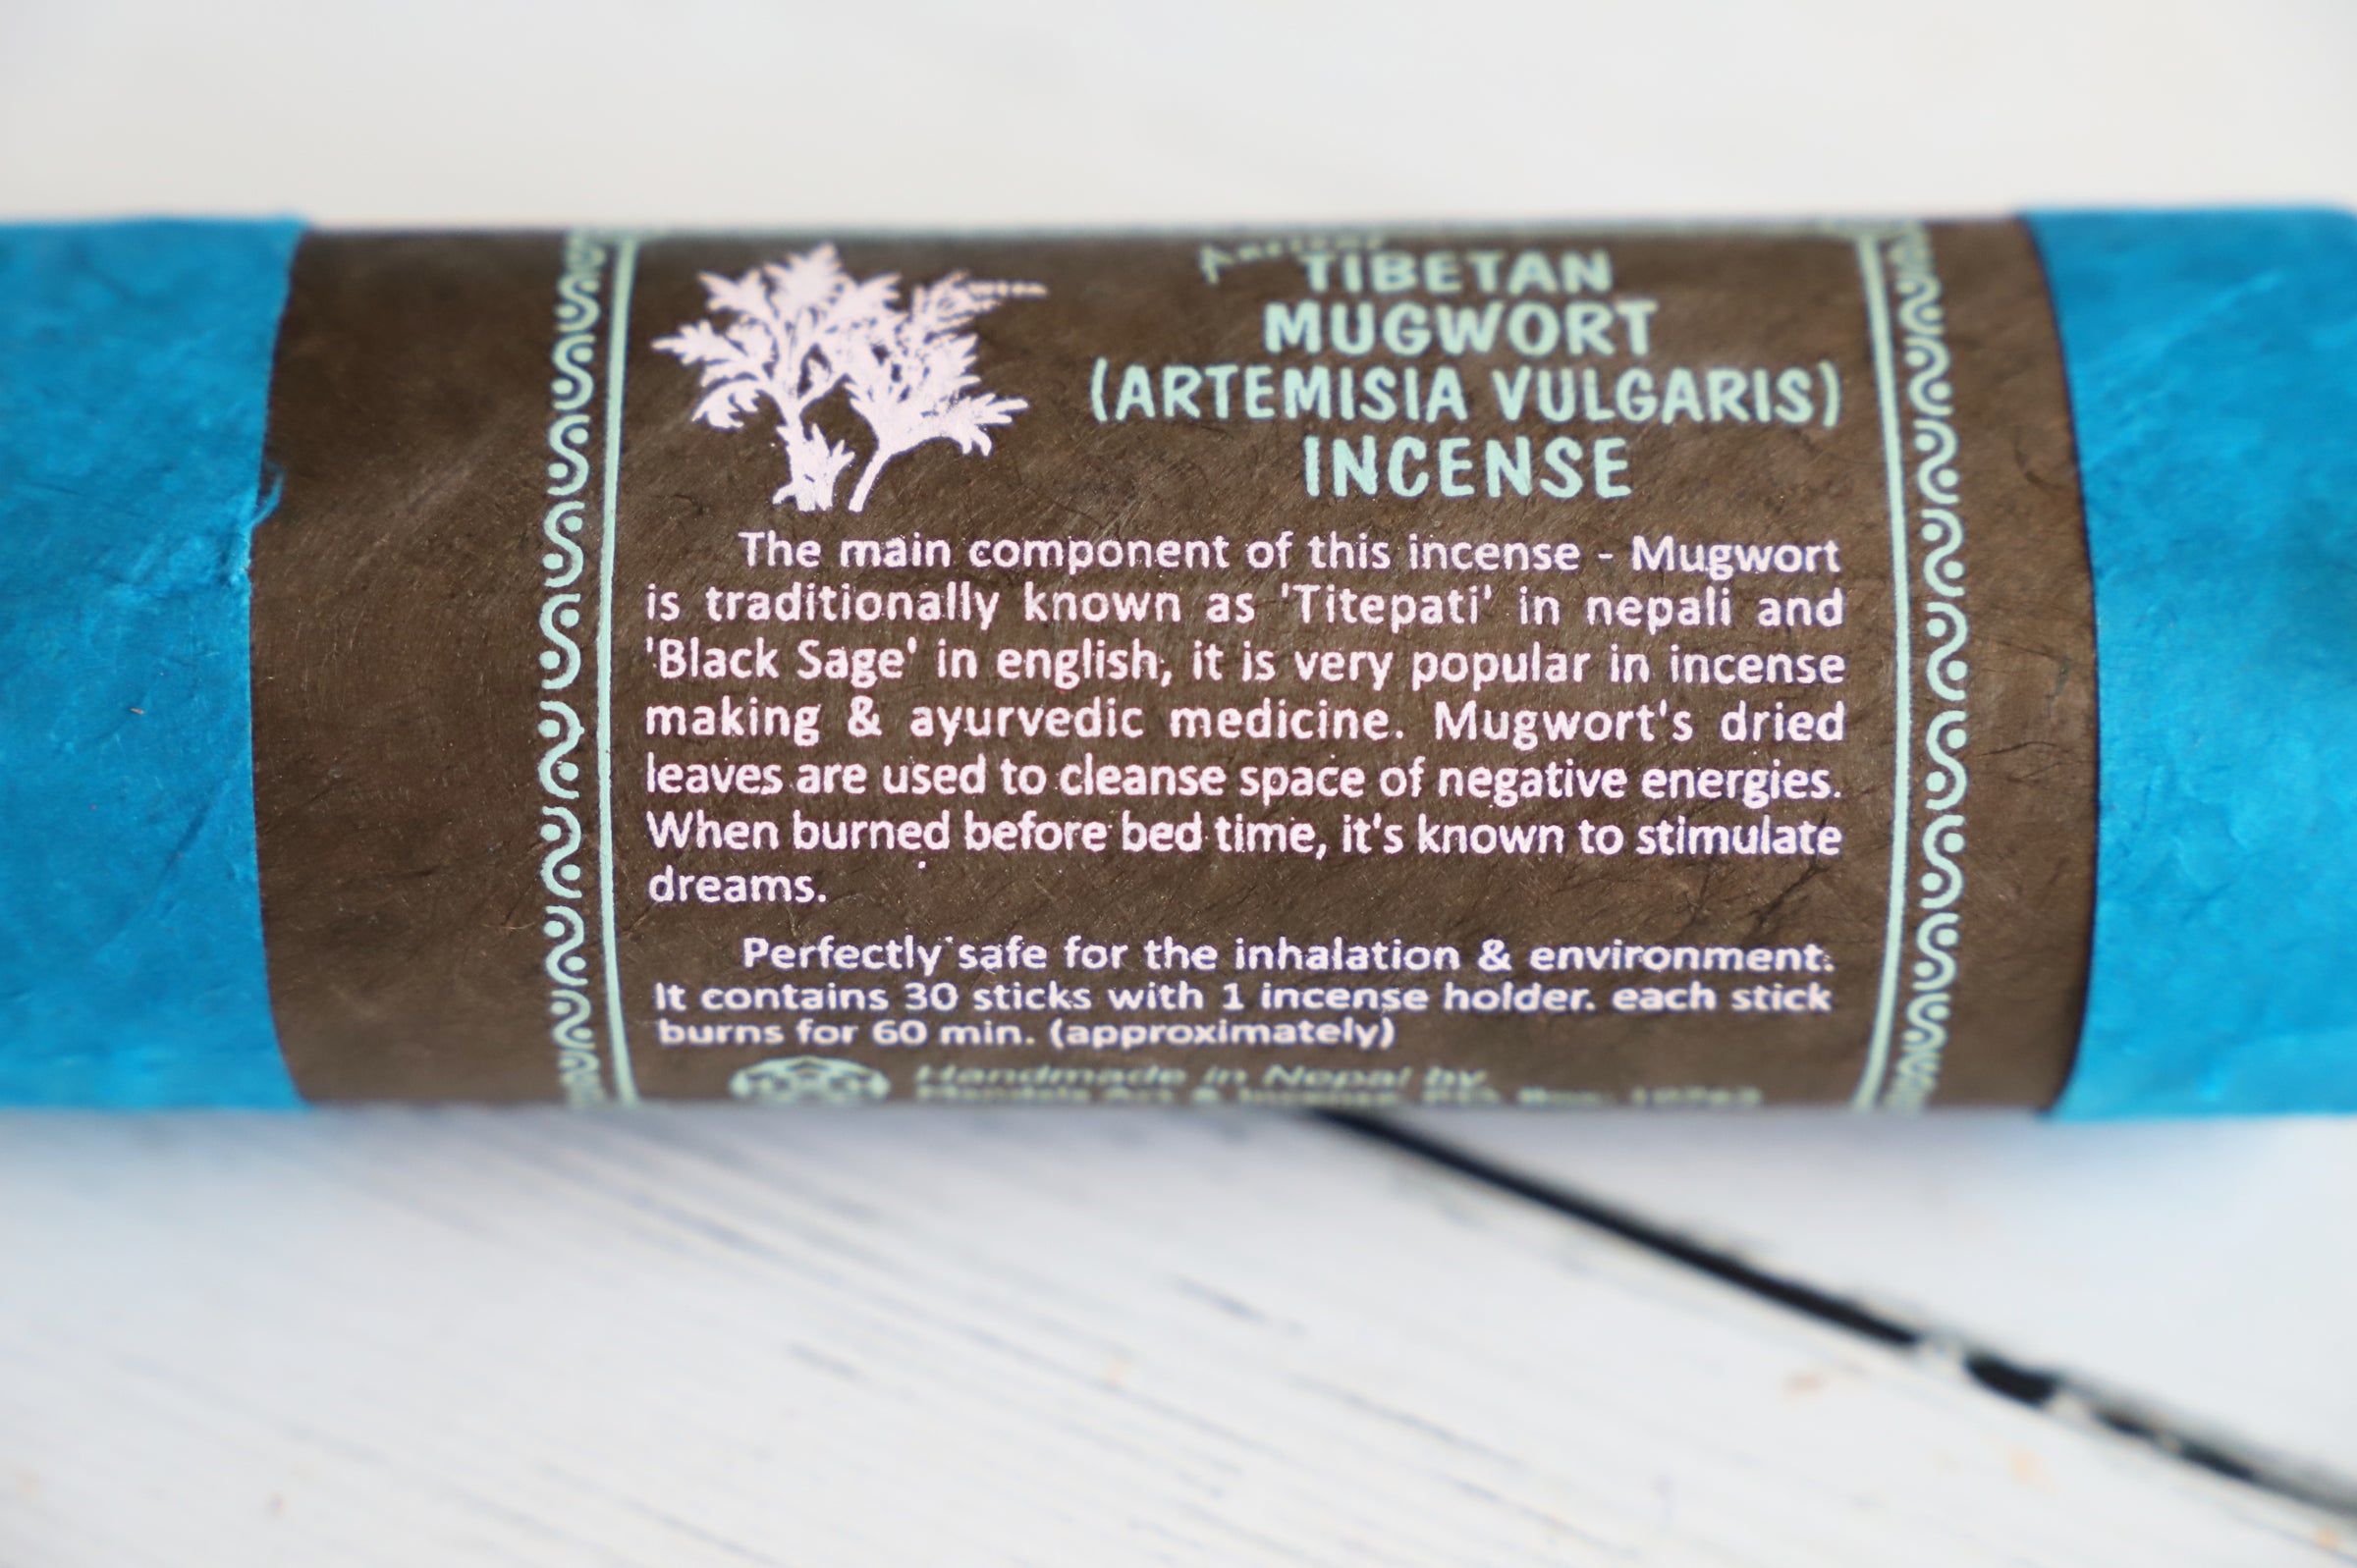 Ancient
TIBETAN
MUGWORT
(ARTEMISIA VULGARIS)
INCENSE
The main component of this incense - Mugwort
is traditionally known as 'Titepati' in nepali and
'Black Sage' in english, it is very popular in incense
making & ayurvedic medicine. Mugwort's dried
leaves are used to cleanse space of negative energies.
When burned before bed time, it's known to stimulate
dreams.
Perfectly safe for the inhalation & environment.
It contains 30 sticks with 1 incense holder. each stick
burns for 60 min. (approximately)
Handmade in Nepal by